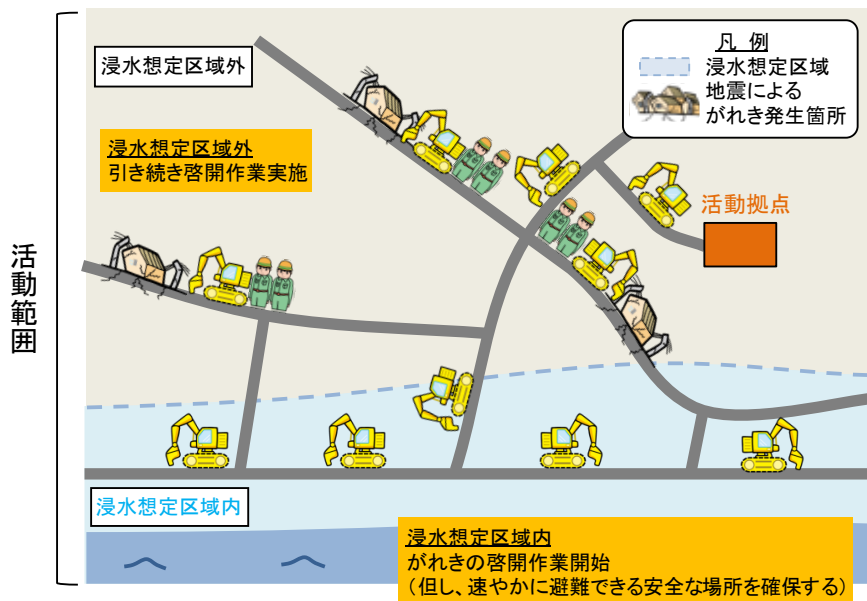 活動範囲
浸水想定区域外
浸水想定区域外
引き続き啓開作業実施
凡 例
浸水想定区域
地震による
がれき発生箇所
活動拠点
浸水想定区域内
浸水想定区域内
がれきの啓開作業開始
（但し、速やかに避難できる安全な場所を確保する）